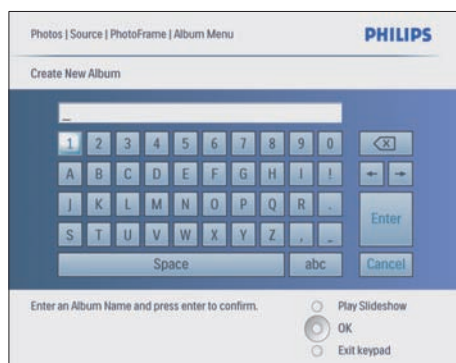 Photos | Source | PhotoFrame | Album Menu PHILIPS
Create New Album
_
1 2 3 4 5 6 7 8 9 0
A B C D E F G H I !
J K L M N O P Q R . Enter
S T U V W X Y Z , _
Space abc Cancel
Enter an Album Name and press enter to confirm. Play Slideshow
OK
Exit keypad